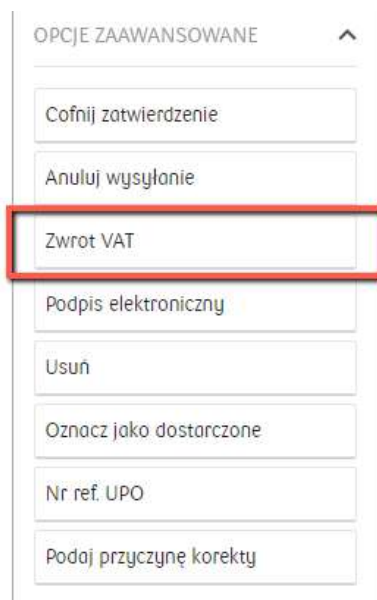 OPCJE ZAAWANSOWANE
Cofnij zatwierdzenie
Anuluj wysyłanie
Zwrot VAT
Podpis elektroniczny
Usuń
Oznacz jako dostarczone
Nr ref. UPO
Podaj przyczynę korekty